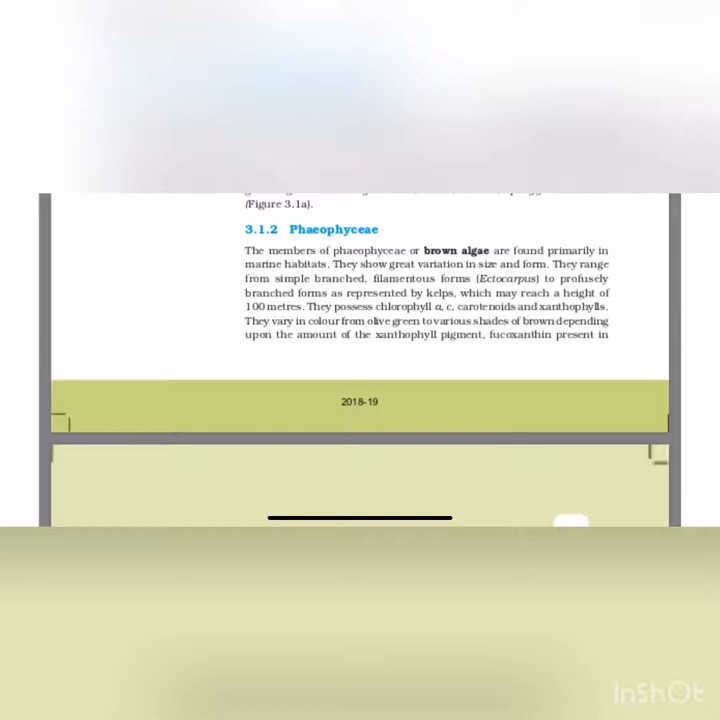 (Figure 3.1a).
3.1.2 Phaeophyceae
The members of phaeophyceae or brown algae are found primarily in
marine habitats. They show great variation in size and form. They range
from simple branched, filamentous forms (Ectocarpus) to profusely
branched forms as represented by kelps, which may reach a height of
100 metres. They possess chlorophyll a, c, carotenoids and xanthophylls.
They vary in colour from olive green to various shades of brown depending
upon the amount of the xanthophyll pigment, fucoxanthin present in
2018-19
InShOt